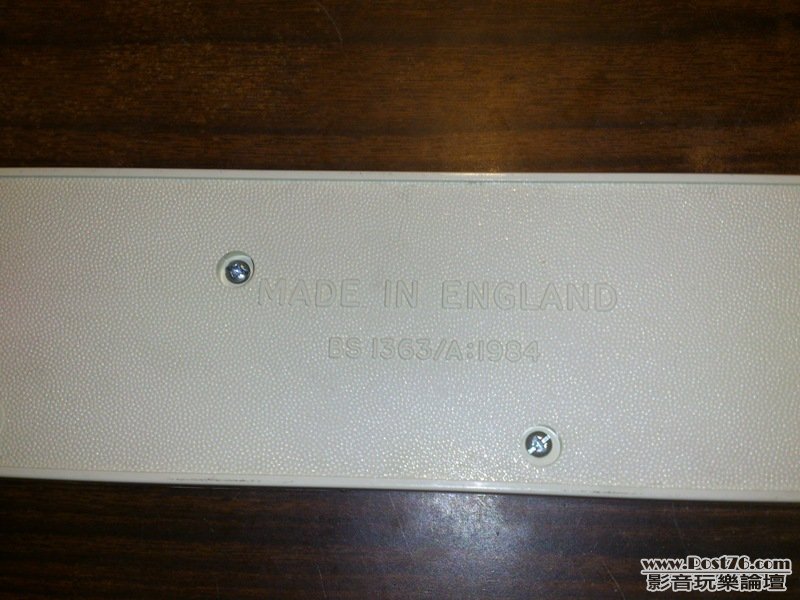 MADE IN ENGLAND
BS 1363/A:1984
www.Post76.com
影音玩樂論壇